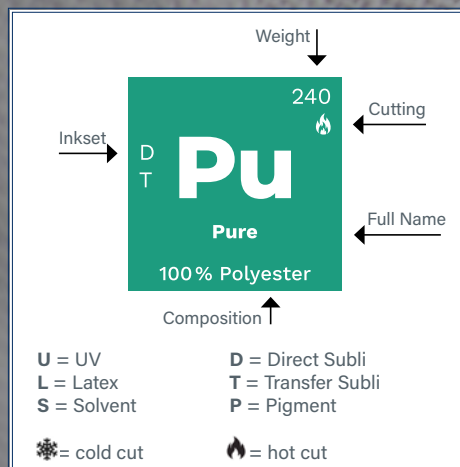 Weight
240
Cutting
Inkset
D
T
Pu
Full Name
Pure
100% Polyester
Composition
U = UV
D = Direct Subli
L = Latex
T = Transfer Subli
S = Solvent
P = Pigment
= cold cut
= hot cut